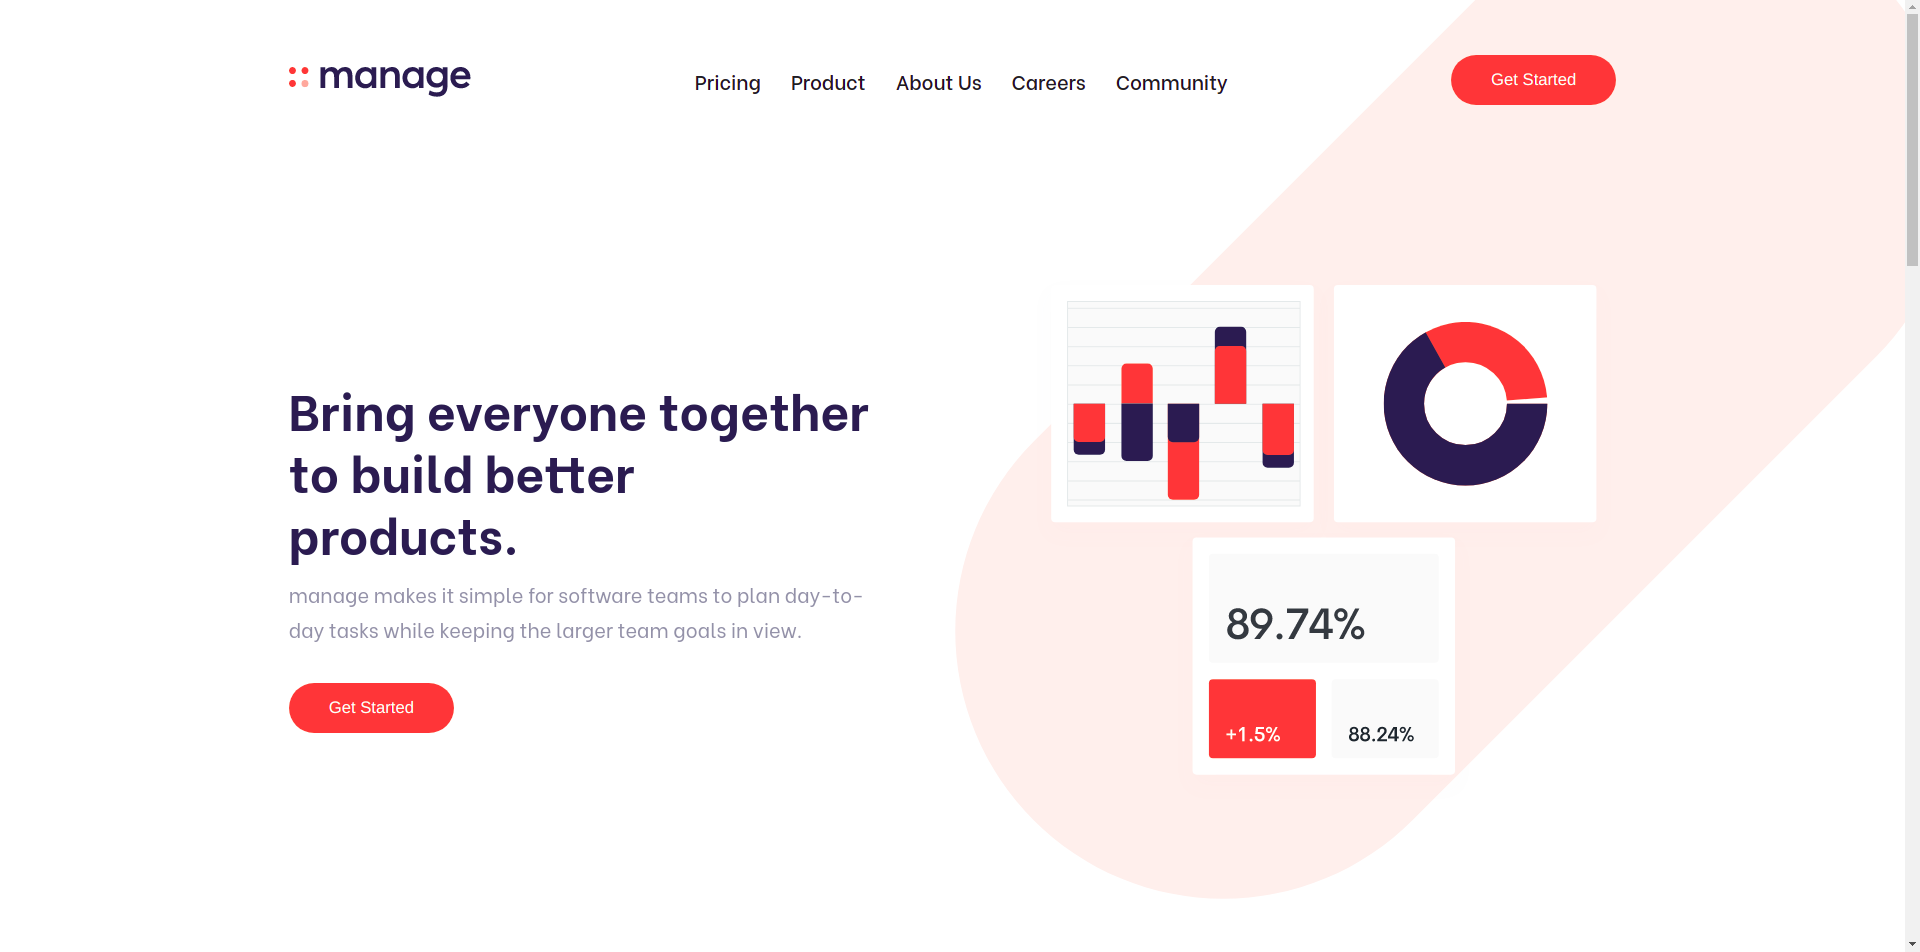 manage
Pricing Product About Us Careers Community
Get Started
Bring everyone together
to build better
products.
manage makes it simple for software teams to plan day-to-
day tasks while keeping the larger team goals in view.
Get Started
89.74%
+1.5% 88.24%